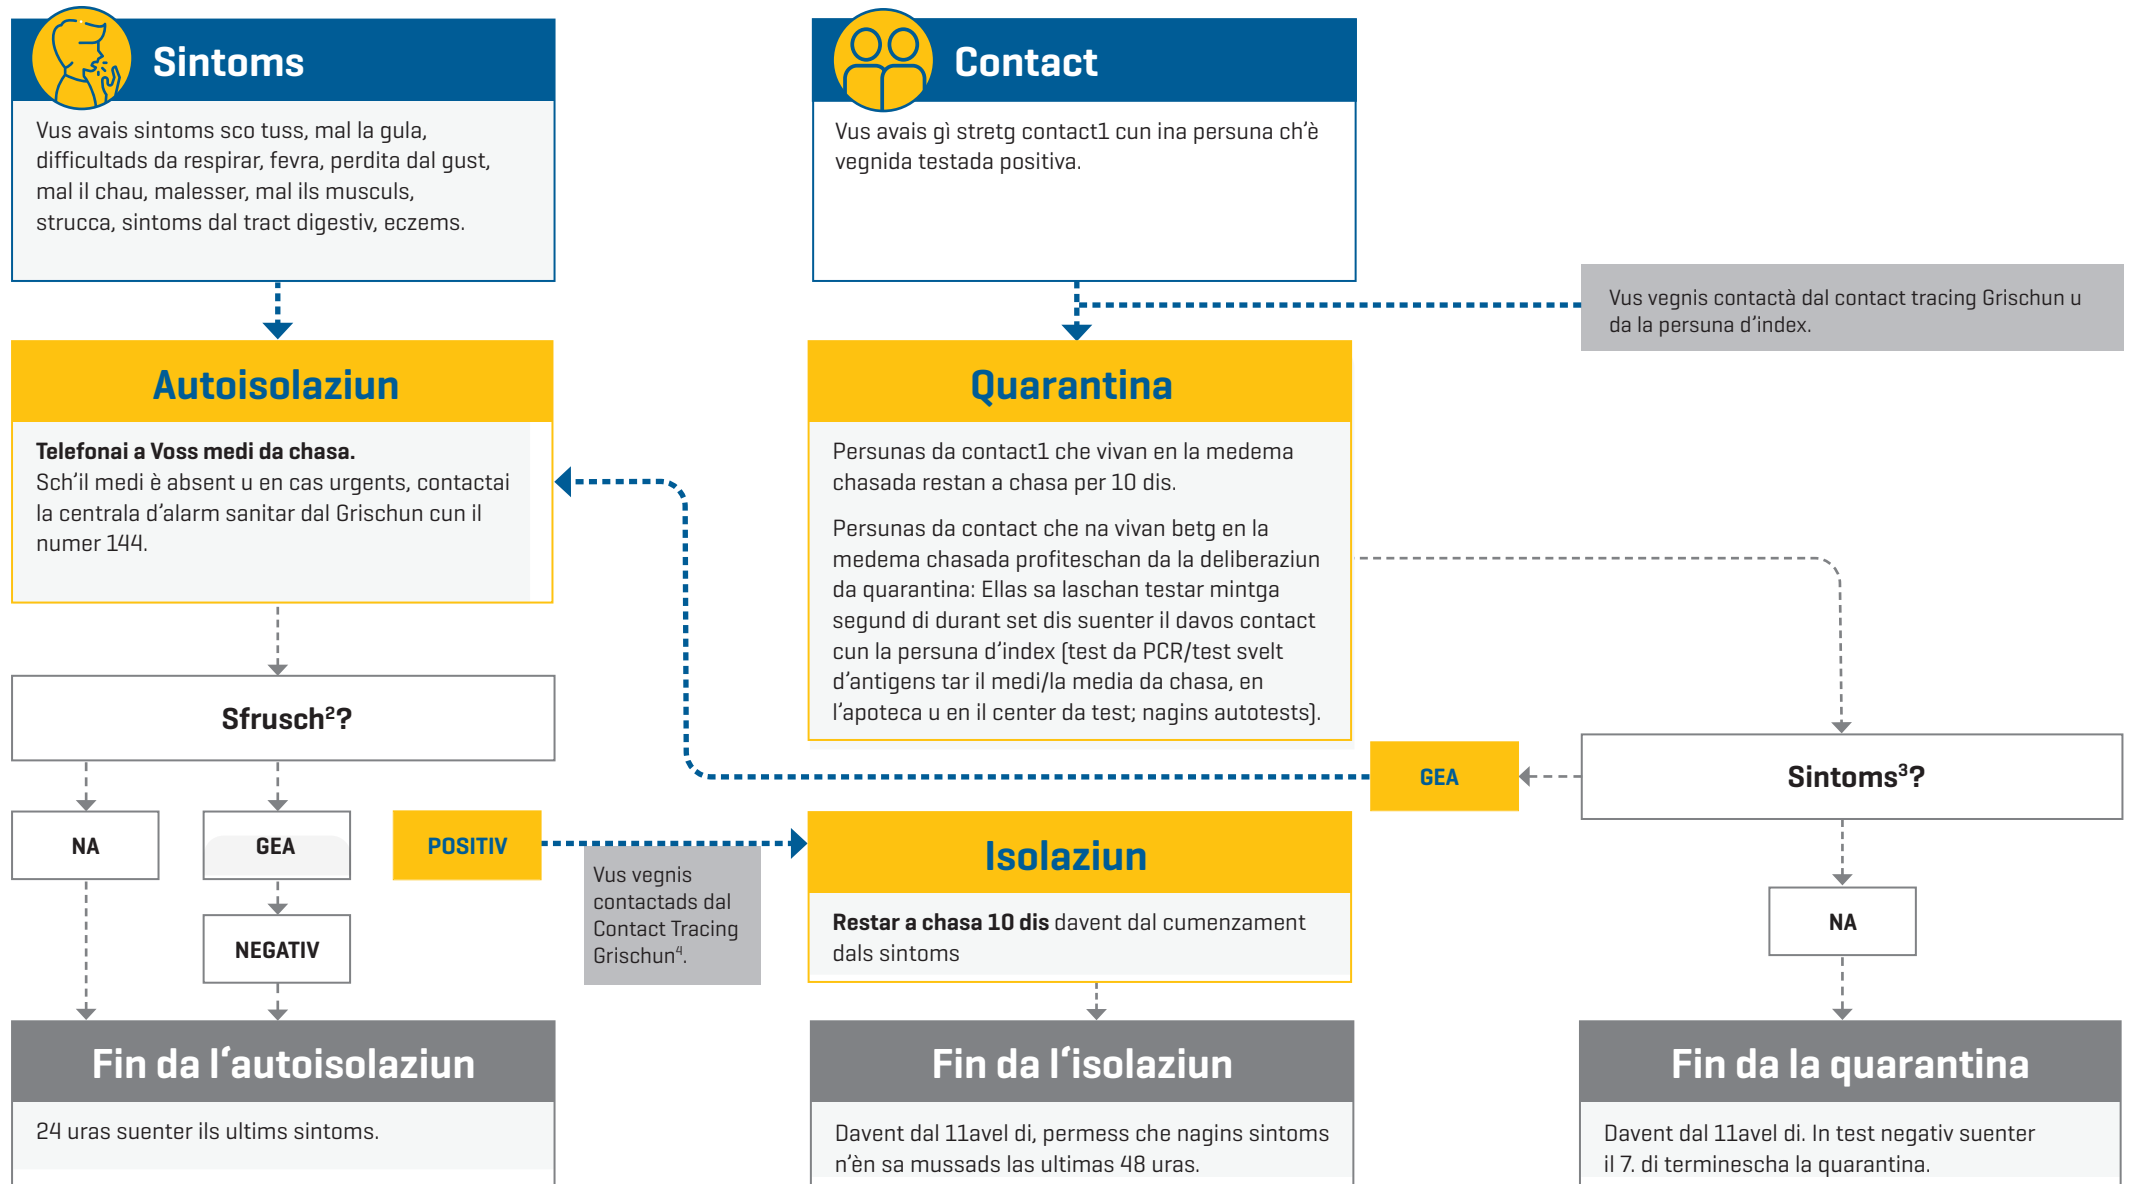 Sintoms
Vus avais sintoms sco tuss, mal la gula,
difficultads da respirar, fevra, perdita dal gust,
mal il chau, malesser, mal ils musculs,
strucca, sintoms dal tract digestiv, eczems.
Contact
Vus avais gì stretg contact1 cun ina persuna ch'è
vegnida testada positiva.
Vus vegnis contactà dal contact tracing Grischun u
da la persuna d'index.
Autoisolaziun
Telefonai a Voss medi da chasa.
Sch'il medi è absent u en cas urgents, contactai
la centrala d'alarm sanitar dal Grischun cun il
numer 144.
Quarantina
Persunas da contact1 che vivan en la medema
chasada restan a chasa per 10 dis.
Persunas da contact che na vivan betg en la
medema chasada profiteschan da la deliberaziun
da quarantina: Ellas sa laschan testar mintga
segund di durant set dis suenter il davos contact
cun la persuna d'index (test da PCR/test svelt
d'antigens tar il medi/la media da chasa, en
l'apoteca u en il center da test; nagins autotests).
Sfrusch²?
GEA
Sintoms³?
NA
GEA
POSITIV
NEGATIV
Vus vegnis
contactads dal
Contact Tracing
Grischun⁴.
Isolaziun
Restar a chasa 10 dis davent dal cumenzament
dals sintoms
NA
Fin da l‘autoisolaziun
24 uras suenter ils ultims sintoms.
Fin da l‘isolaziun
Davent dal 11avel di, permess che nagins sintoms
n'èn sa mussads las ultimas 48 uras.
Fin da la quarantina
Davent dal 11avel di. In test negativ suenter
il 7. di terminescha la quarantina.